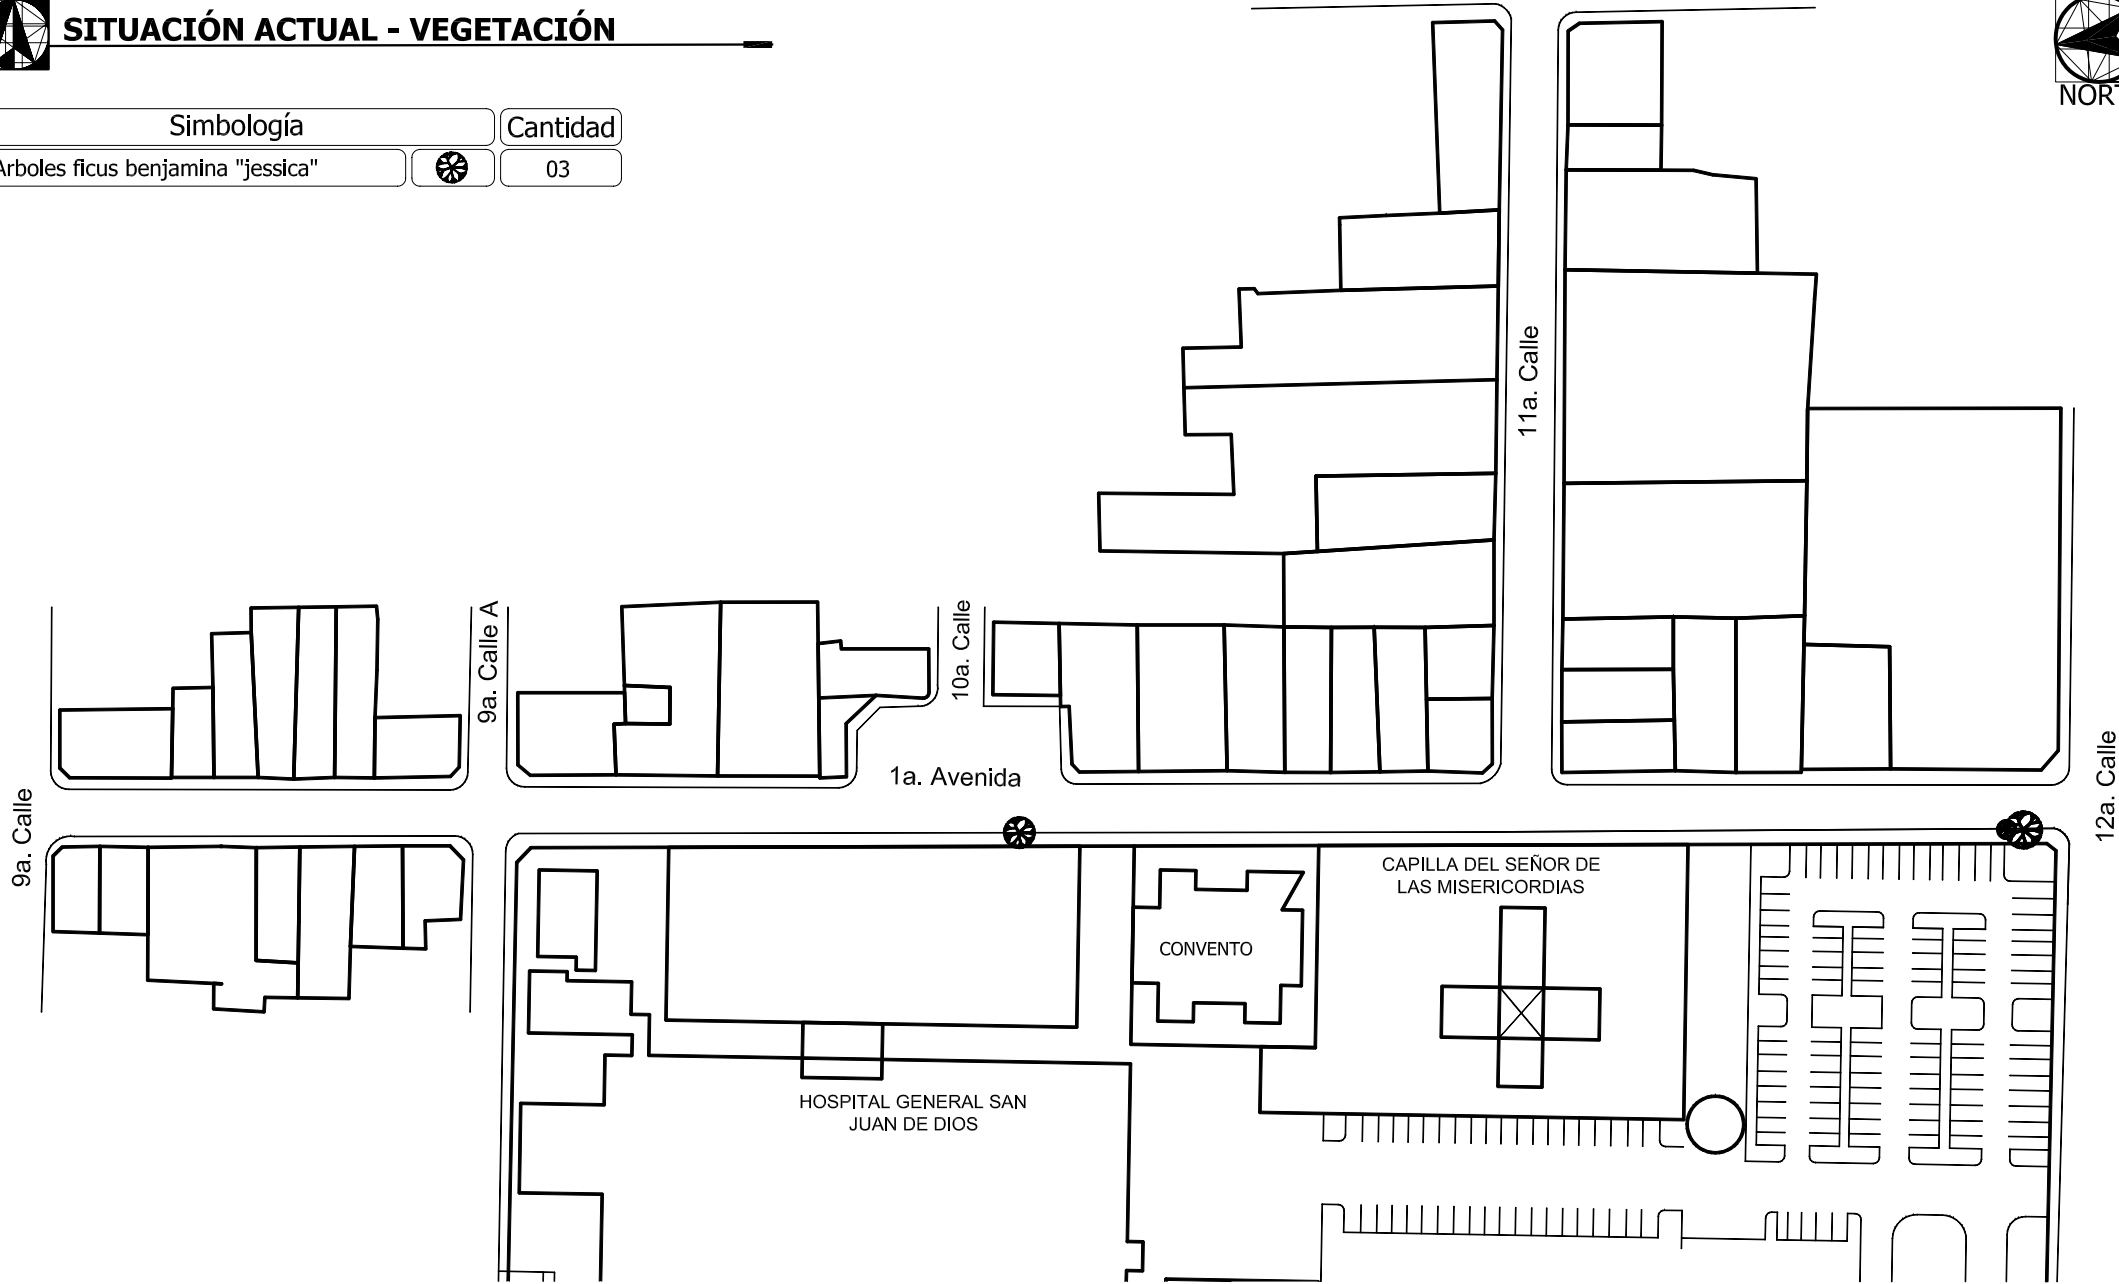 SITUACIÓN ACTUAL - VEGETACIÓN
Simbología
Cantidad
Arboles ficus benjamina "jessica"
03
NORT
11a. Calle
9a. Calle A
10a. Calle
1a. Avenida
9a. Calle
12a. Calle
CAPILLA DEL SEÑOR DE
LAS MISERICORDIAS
CONVENTO
HOSPITAL GENERAL SAN
JUAN DE DIOS